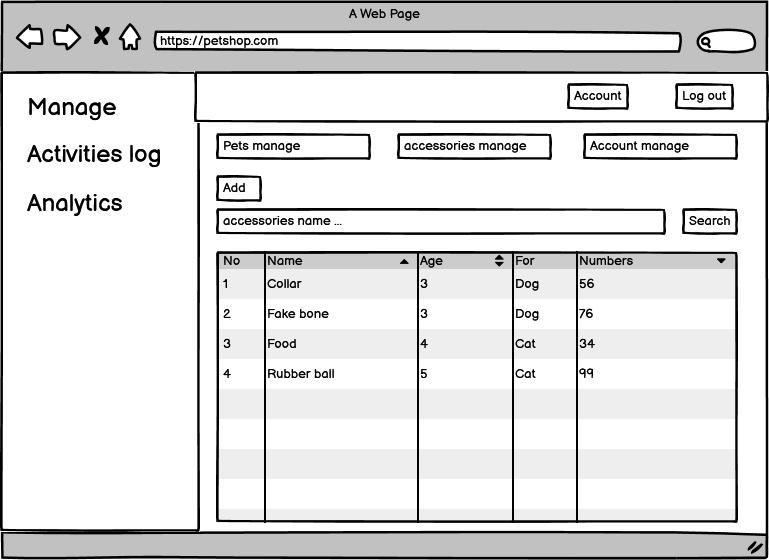 A Web Page
https://petshop.com
Account Log out
Manage
Activities log
Analytics
Pets manage accessories manage Account manage
Add
accessories name ... Search
No Name Age For Numbers
1 Collar 3 Dog 56
2 Fake bone 3 Dog 76
3 Food 4 Cat 34
4 Rubber ball 5 Cat 99